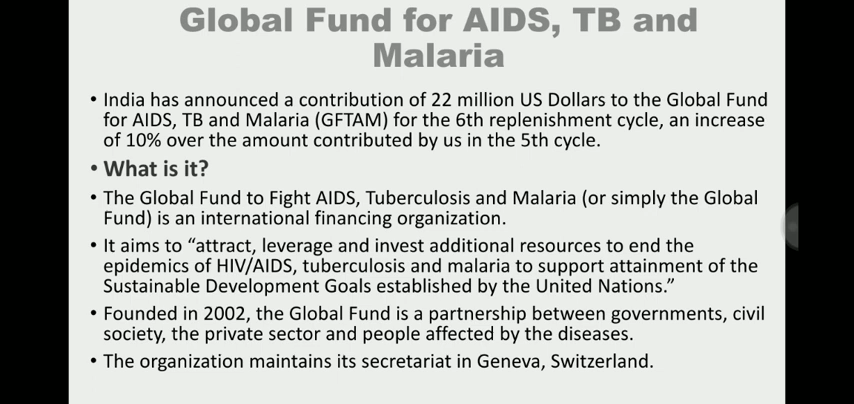 Global Fund for AIDS, TB and
Malaria
• India has announced a contribution of 22 million US Dollars to the Global Fund
for AIDS, TB and Malaria (GFTAM) for the 6th replenishment cycle, an increase
of 10% over the amount contributed by us in the 5th cycle.
• What is it?
• The Global Fund to Fight AIDS, Tuberculosis and Malaria (or simply the Global
Fund) is an international financing organization.
• It aims to “attract, leverage and invest additional resources to end the
epidemics of HIV/AIDS, tuberculosis and malaria to support attainment of the
Sustainable Development Goals established by the United Nations.”
• Founded in 2002, the Global Fund is a partnership between governments, civil
society, the private sector and people affected by the diseases.
• The organization maintains its secretariat in Geneva, Switzerland.